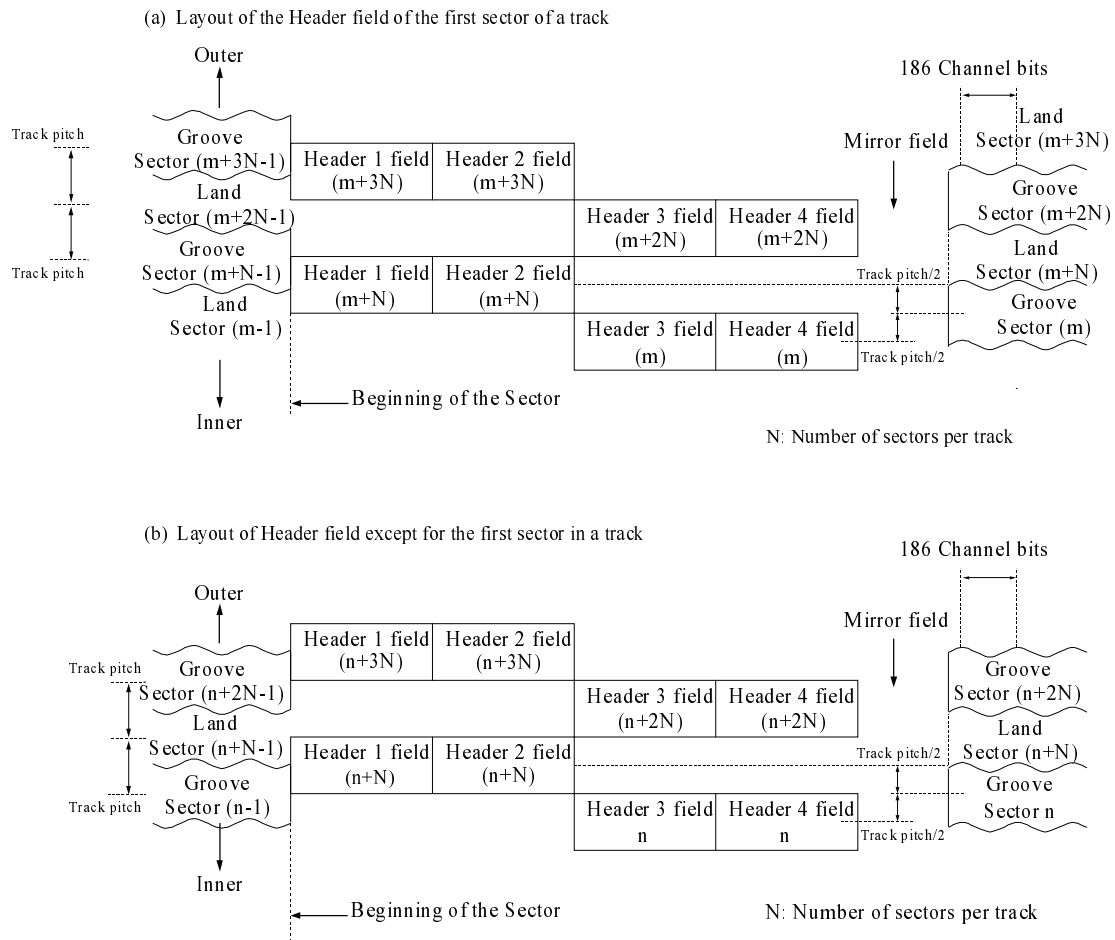 (a) Layout of the Header field of the first sector of a track
Outer
186 Channel bits
Track pitch
Groove
Sector (m+3N-1)
Header 1 field
(m+3N)
Header 2 field
(m+3N)
Mirror field
Land
Sector (m+3N)
Land
Sector (m+2N-1)
Header 3 field
(m+2N)
Header 4 field
(m+2N)
Groove
Sector (m+2N)
Track pitch
Groove
Sector (m+N-1)
Header 1 field
(m+N)
Header 2 field
(m+N)
Track pitch/2
Land
Sector (m+N)
Land
Sector (m-1)
Header 3 field
(m)
Header 4 field
(m)
Track pitch/2
Groove
Sector (m)
Beginning of the Sector
Inner
N: Number of sectors per track
(b) Layout of Header field except for the first sector in a track
186 Channel bits
Outer
Mirror field
Header 1 field
(n+3N)
Header 2 field
(n+3N)
Track pitch
Groove
Sector (n+2N-1)
Header 3 field
(n+2N)
Header 4 field
(n+2N)
Groove
Sector (n+2N)
Land
Sector (n+N-1)
Header 1 field
(n+N)
Header 2 field
(n+N)
Track pitch/2
Land
Sector (n+N)
Track pitch
Groove
Sector (n-1)
Header 3 field
n
Header 4 field
n
Track pitch/2
Groove
Sector n
Inner
Beginning of the Sector
N: Number of sectors per track